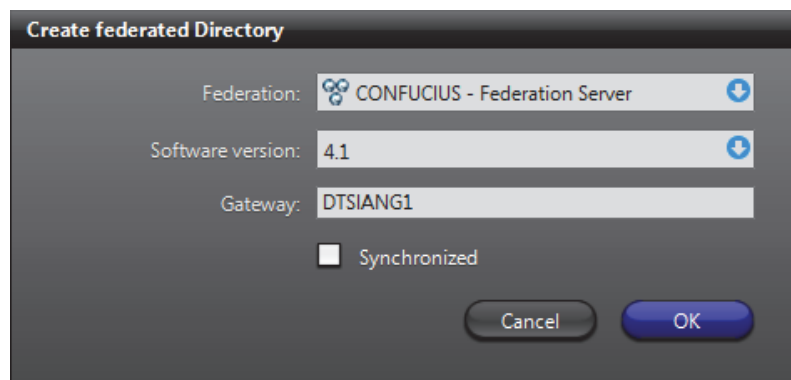 Create federated Directory
Federation: CONFUCIUS - Federation Server
Software version: 4.1
Gateway: DTSIANG1
Synchronized
Cancel OK